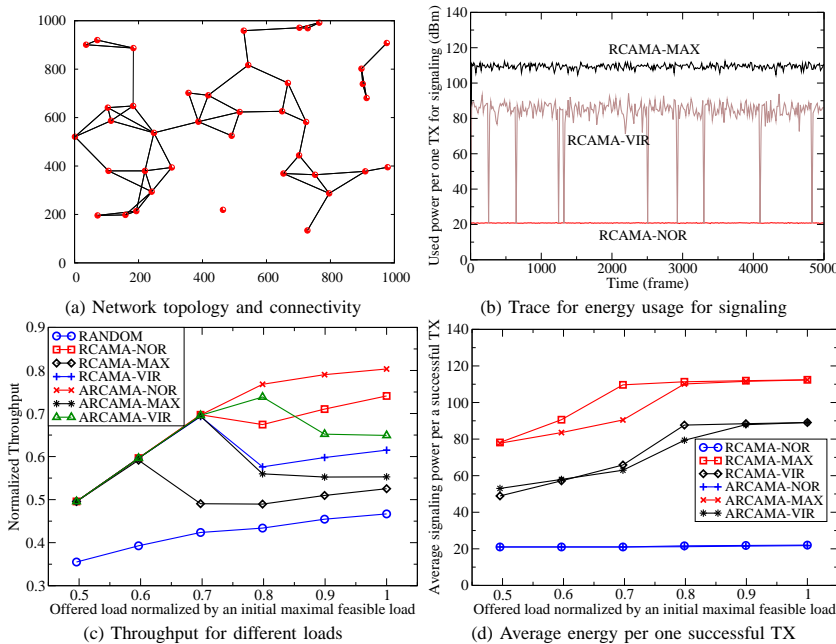 1000
800
600
400
200
0
0
200
400
600
800
1000
(a) Network topology and connectivity
Used power per one TX for signaling (dBm)
140
120
100
80
60
40
20
0
RCAMA-MAX
RCAMA-VIR
RCAMA-NOR
0
1000
2000
3000
4000
5000
Time (frame)
(b) Trace for energy usage for signaling
Normalized Throughput
0.9
0.8
0.7
0.6
0.5
0.4
0.3
RANDOM
RCAMA-NOR
RCAMA-MAX
RCAMA-VIR
ARCAMA-NOR
ARCAMA-MAX
ARCAMA-VIR
0.5
0.6
0.7
0.8
0.9
1
Offered load normalized by an initial maximal feasible load
(c) Throughput for different loads
Average signaling power per a successful TX
140
120
100
80
60
40
20
0
RCAMA-NOR
RCAMA-MAX
RCAMA-VIR
ARCAMA-NOR
ARCAMA-MAX
ARCAMA-VIR
0.5
0.6
0.7
0.8
0.9
1
Offered load normalized by an initial maximal feasible load
(d) Average energy per one successful TX